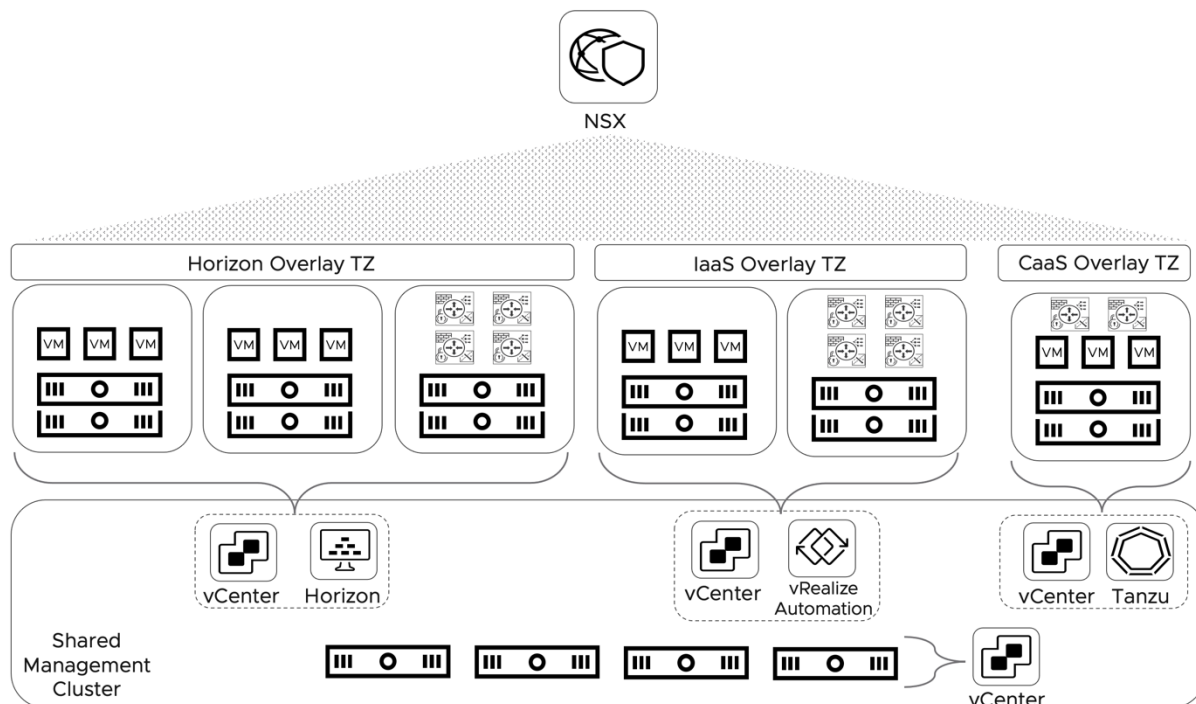 NSX
Horizon Overlay TZ
IaaS Overlay TZ
CaaS Overlay TZ
VM VM VM
VM VM VM
VM VM VM
VM VM VM
vCenter
Horizon
vCenter
vRealize
Automation
vCenter
Tanzu
Shared
Management
Cluster
vCenter